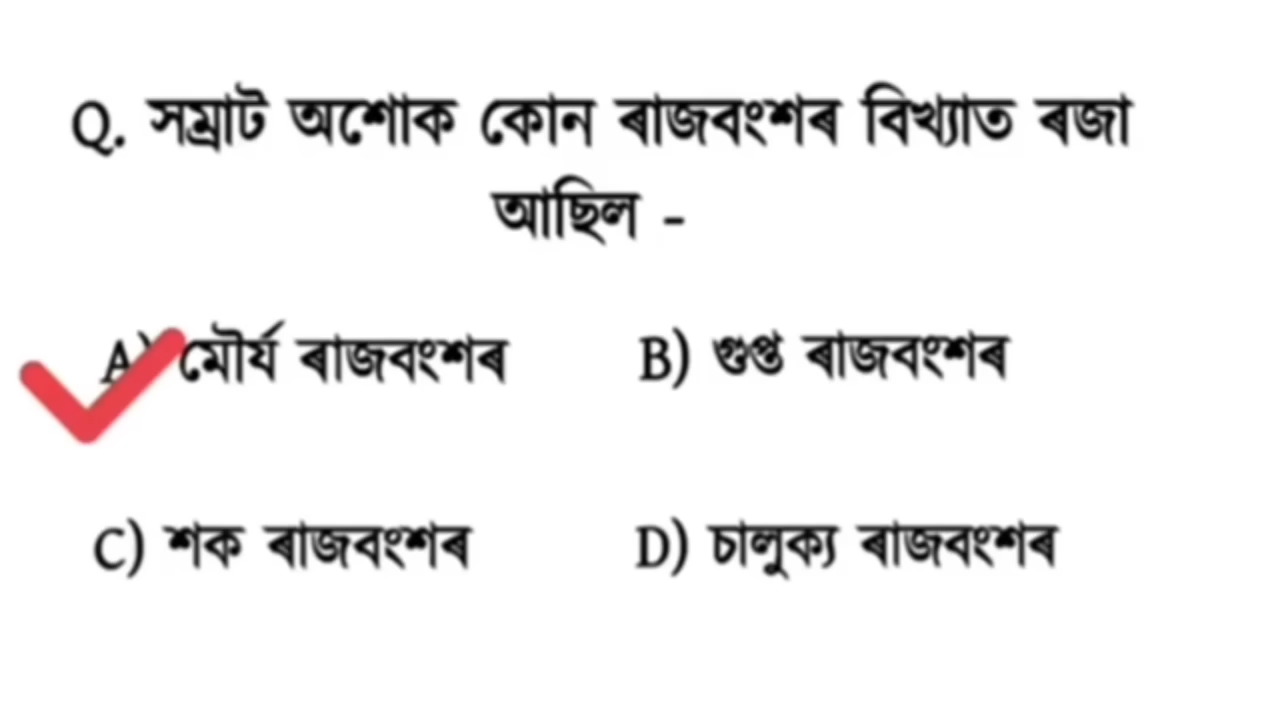 Q. সম্ৰাট অশোক কোন ৰাজবংশৰ বিখ্যাত ৰজা
আছিল -
A) মৌৰ্য ৰাজবংশৰ B) গুপ্ত ৰাজবংশৰ
C) শক ৰাজবংশৰ D) চালুক্য ৰাজবংশৰ